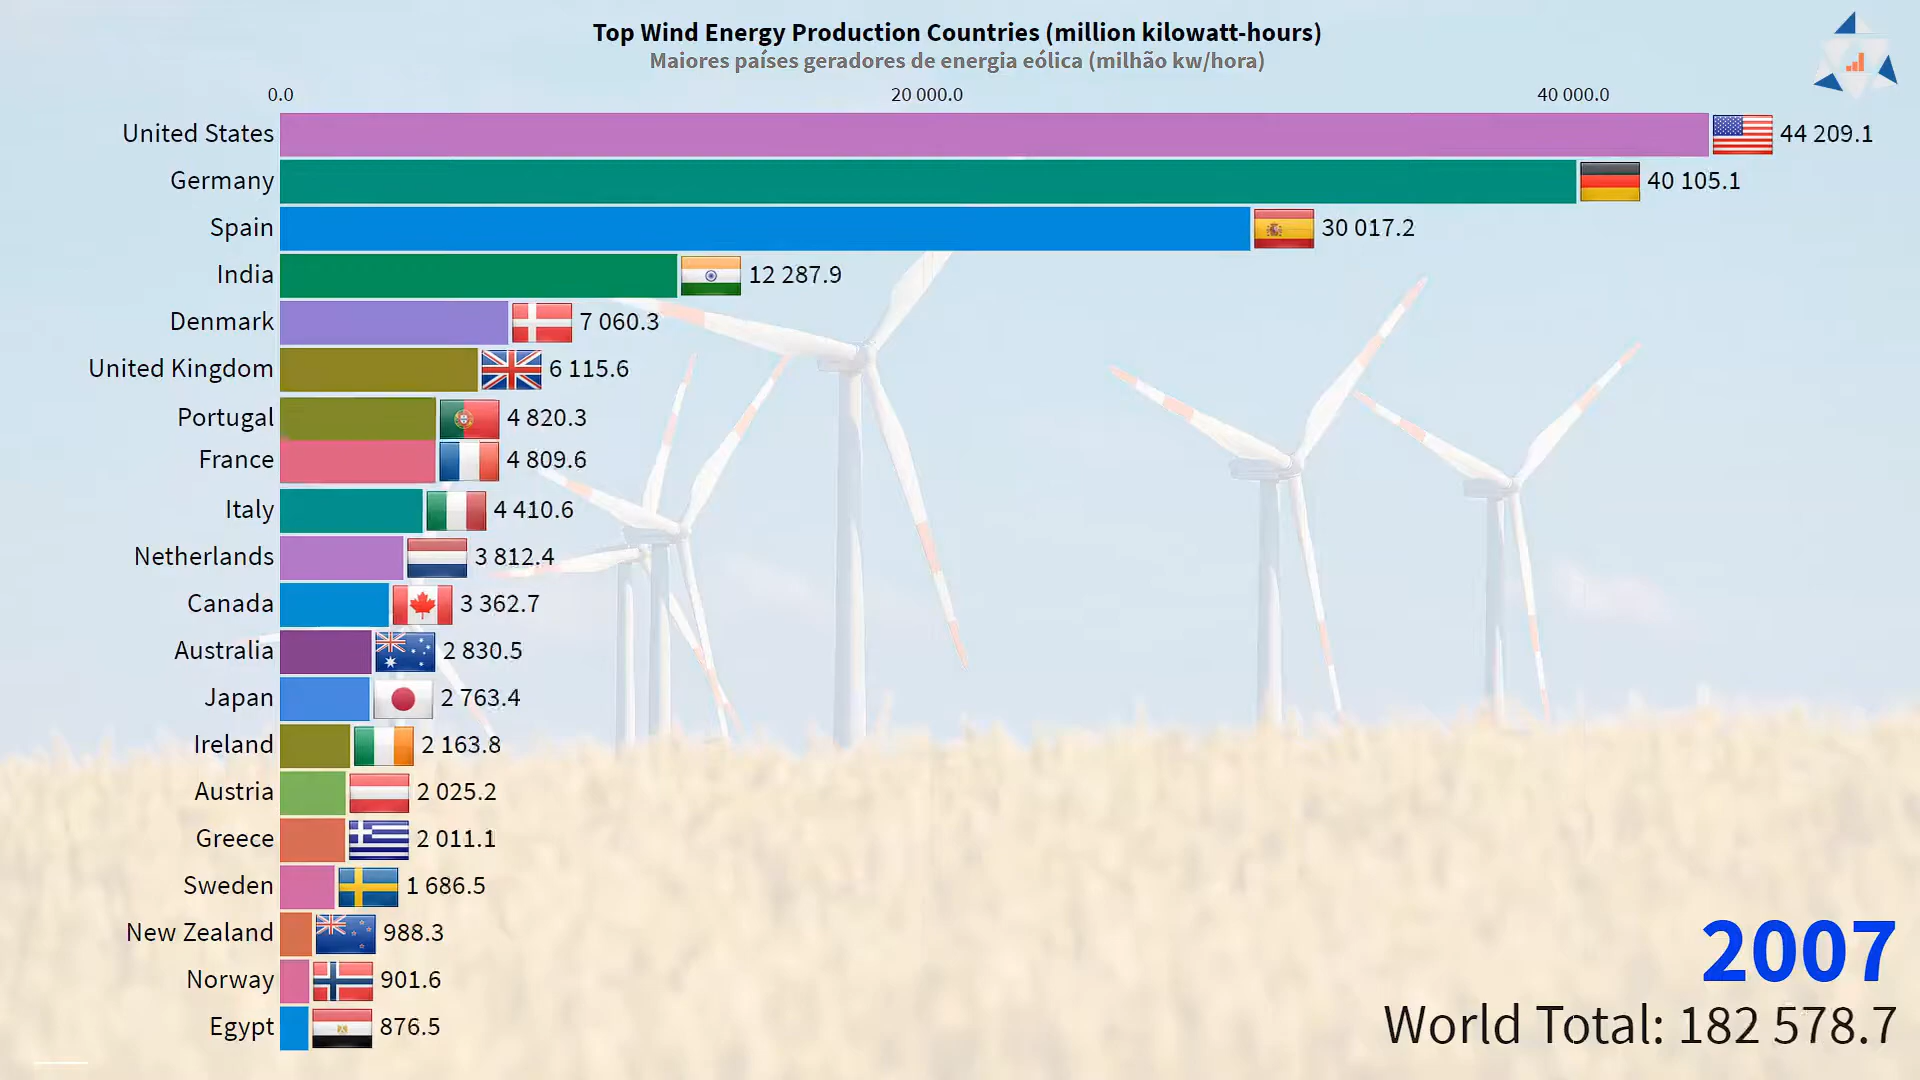 Top Wind Energy Production Countries (million kilowatt-hours)
Maiores países geradores de energia eólica (milhão kw/hora)
0.0 20 000.0 40 000.0
United States 44 209.1
Germany 40 105.1
Spain 30 017.2
India 12 287.9
Denmark 7 060.3
United Kingdom 6 115.6
Portugal 4 820.3
France 4 809.6
Italy 4 410.6
Netherlands 3 812.4
Canada 3 362.7
Australia 2 830.5
Japan 2 763.4
Ireland 2 163.8
Austria 2 025.2
Greece 2 011.1
Sweden 1 686.5
New Zealand 988.3
Norway 901.6
Egypt 876.5
2007
World Total: 182 578.7